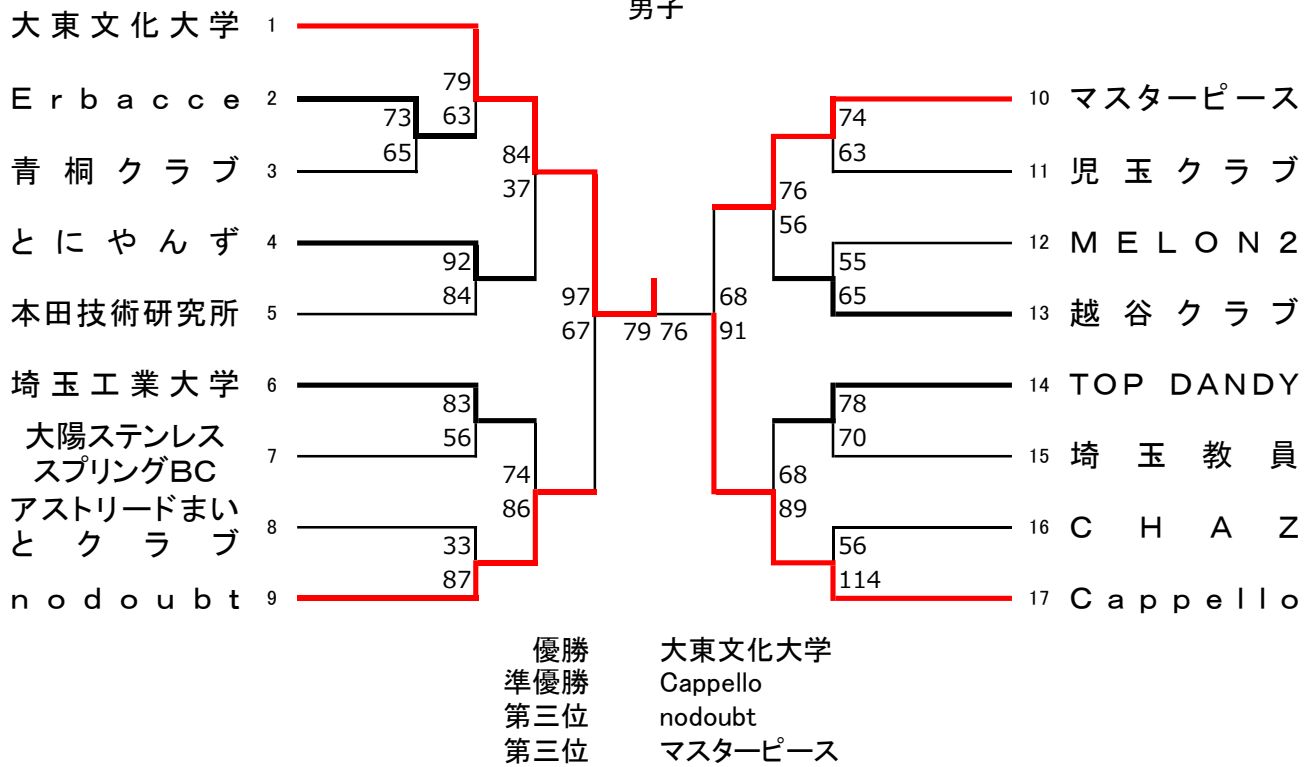 男子
大東文化大学 1
Erbacce 2
青桐クラブ 3
とにやんず 4
本田技術研究所 5
埼玉工業大学 6
大陽ステンレス
スプリングBC 7
アストリードまい
とクラブ 8
nodoubt 9
79
63
73
65
84
37
92
84
97
67
83
56
74
86
33
87
79 76
68
91
74
63
76
56
55
65
78
70
68
89
56
114
10 マスターピース
11 児玉クラブ
12 MELON2
13 越谷クラブ
14 TOP DANDY
15 埼玉教員
16 CHAZ
17 Cappello
優勝 大東文化大学
準優勝 Cappello
第三位 nodoubt
第三位 マスターピース